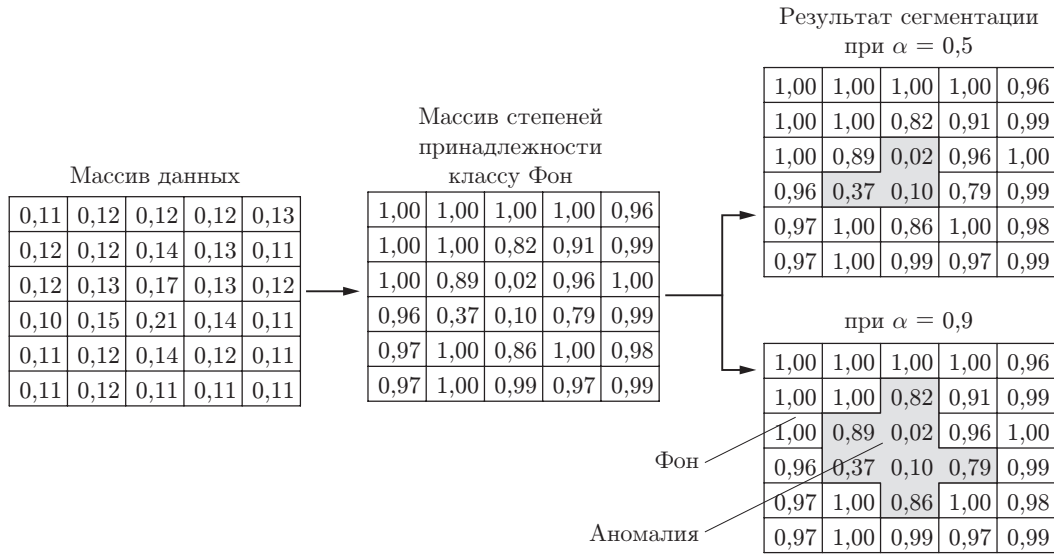 Массив данных
0,11 0,12 0,12 0,12 0,13
0,12 0,12 0,14 0,13 0,11
0,12 0,13 0,17 0,13 0,12
0,10 0,15 0,21 0,14 0,11
0,11 0,12 0,14 0,12 0,11
0,11 0,12 0,11 0,11 0,11
Массив степеней
принадлежности
классу Фон
1,00 1,00 1,00 1,00 0,96
1,00 1,00 0,82 0,91 0,99
1,00 0,89 0,02 0,96 1,00
0,96 0,37 0,10 0,79 0,99
0,97 1,00 0,86 1,00 0,98
0,97 1,00 0,99 0,97 0,99
Результат сегментации
при α = 0,5
1,00 1,00 1,00 1,00 0,96
1,00 1,00 0,82 0,91 0,99
1,00 0,89 0,02 0,96 1,00
0,96 0,37 0,10 0,79 0,99
0,97 1,00 0,86 1,00 0,98
0,97 1,00 0,99 0,97 0,99
при α = 0,9
1,00 1,00 1,00 1,00 0,96
1,00 1,00 0,82 0,91 0,99
1,00 0,89 0,02 0,96 1,00
0,96 0,37 0,10 0,79 0,99
0,97 1,00 0,86 1,00 0,98
0,97 1,00 0,99 0,97 0,99
Фон
Аномалия